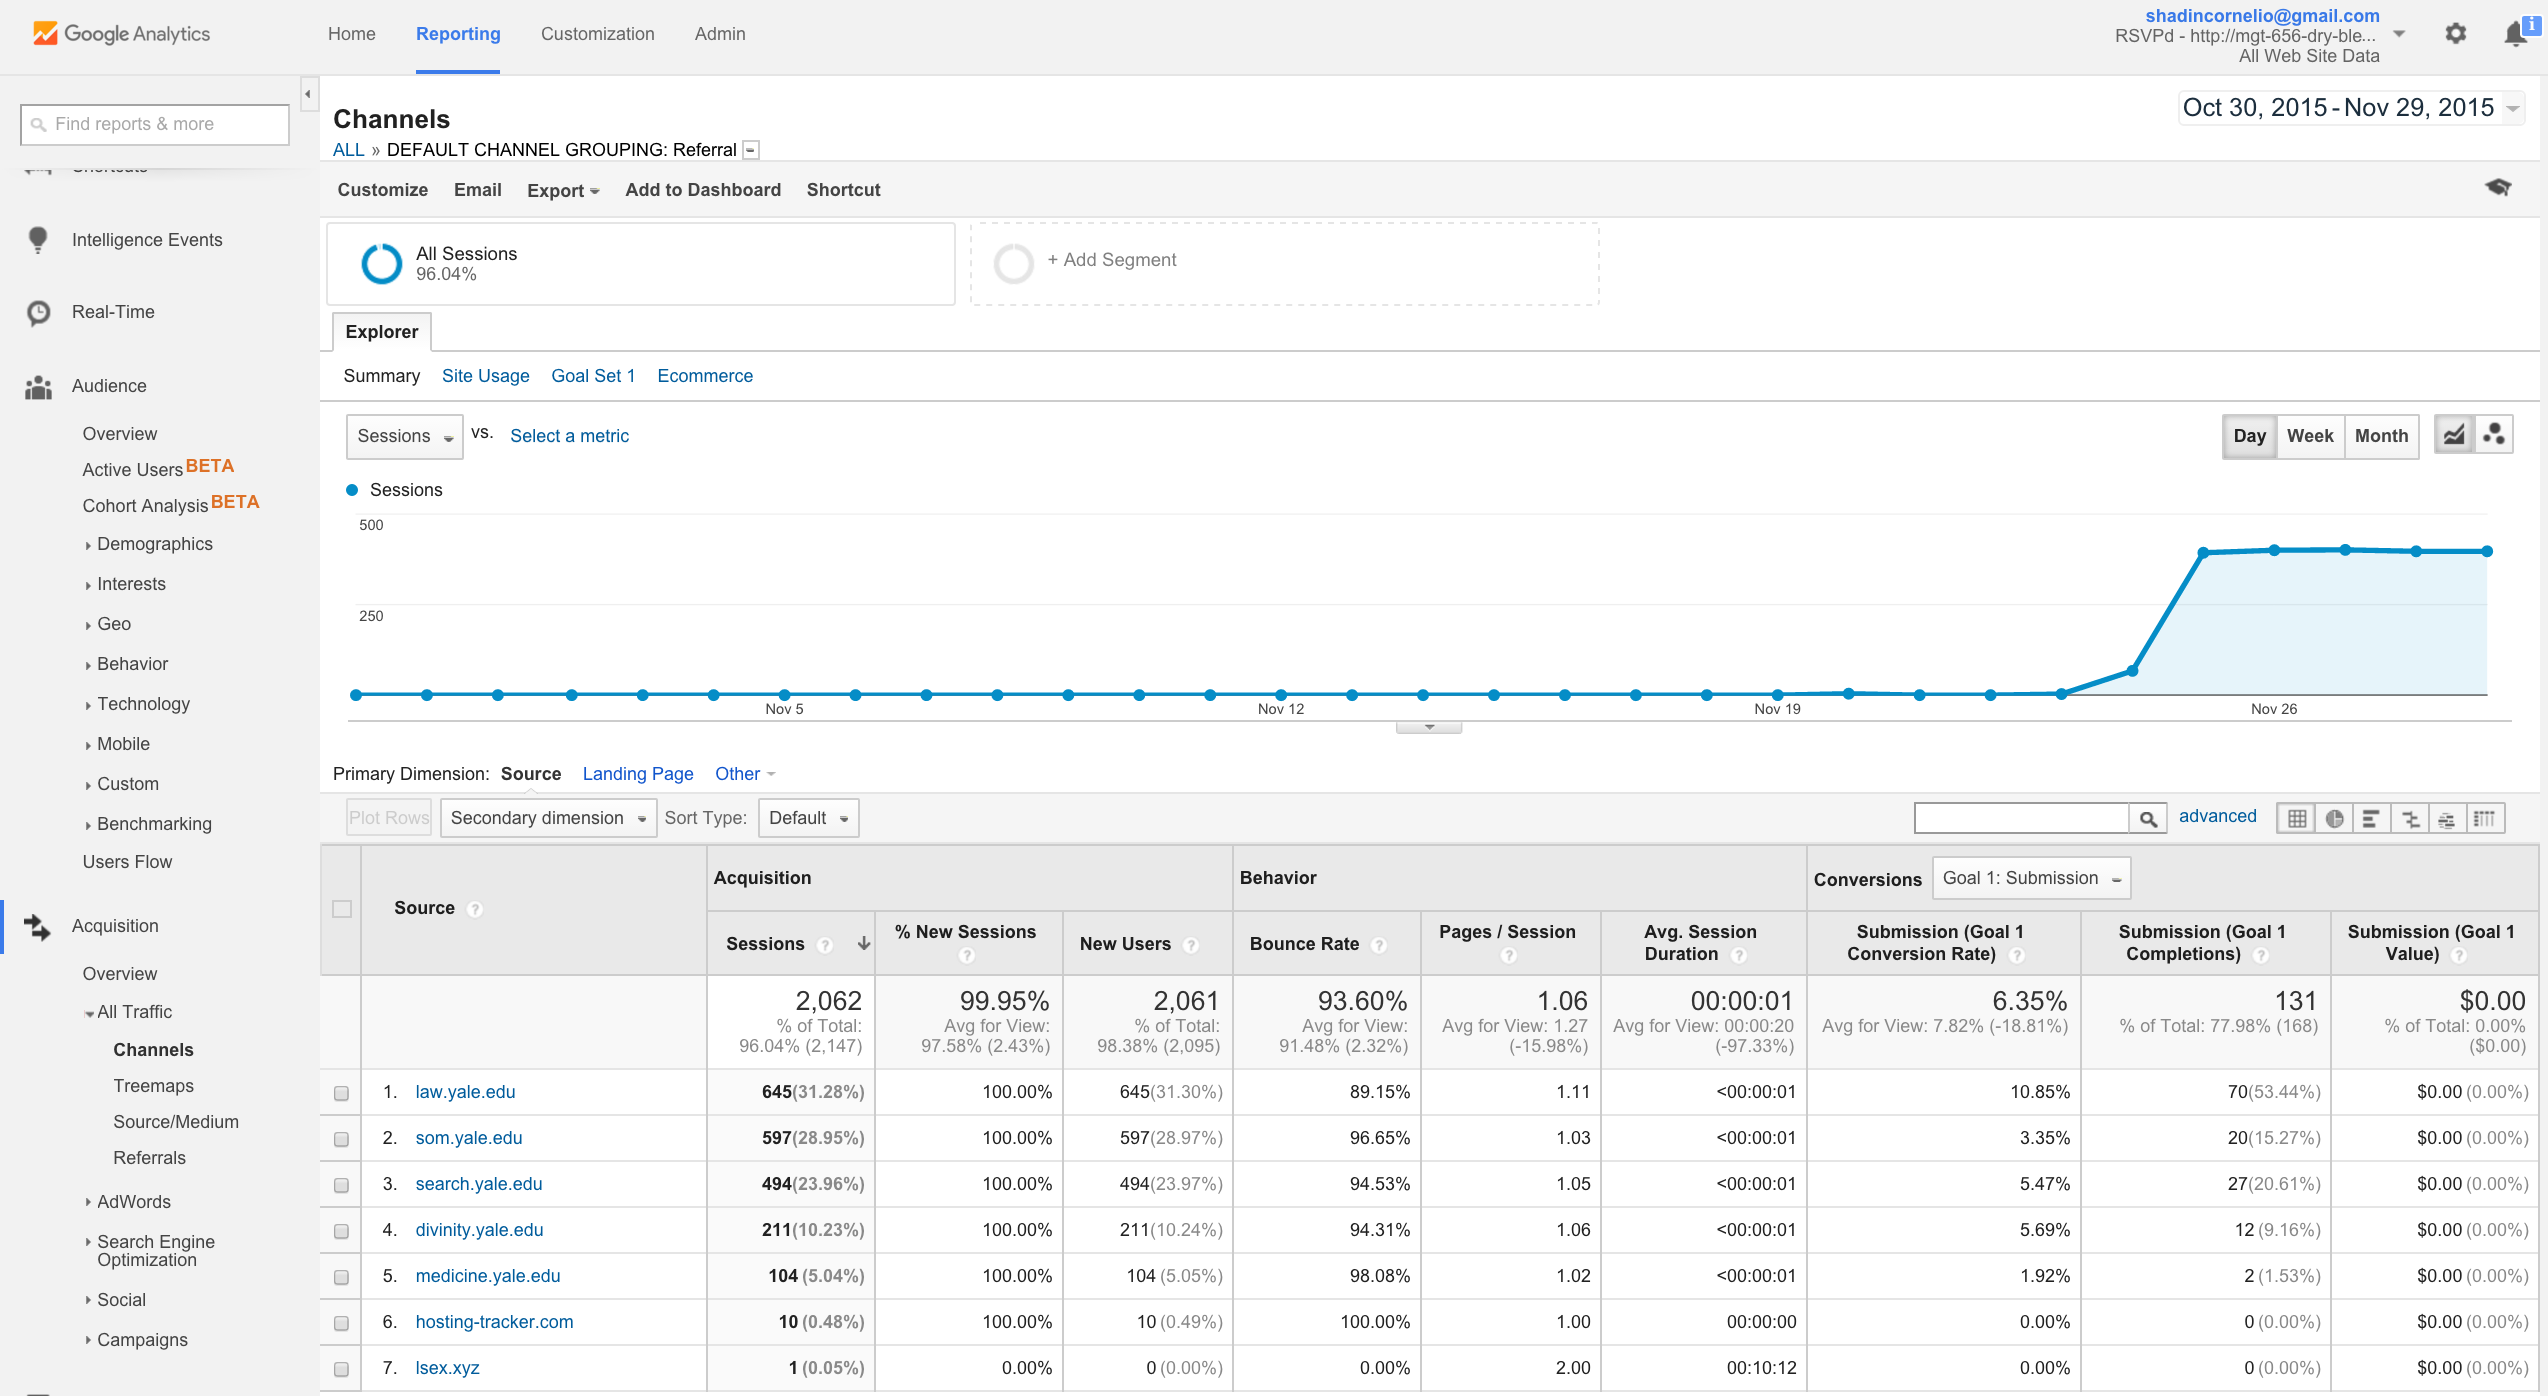 Google Analytics
Home Reporting Customization Admin
shadincornelio@gmail.com
RSVPd - http://mgt-656-dry-ble...
All Web Site Data
i
Find reports & more
Shortcuts
Intelligence Events
Real-Time
Audience
Overview
Active Users BETA
Cohort Analysis BETA
Demographics
Interests
Geo
Behavior
Technology
Mobile
Custom
Benchmarking
Users Flow
Acquisition
Overview
All Traffic
Channels
Treemaps
Source/Medium
Referrals
AdWords
Search Engine
Optimization
Social
Campaigns
Channels
Oct 30, 2015 - Nov 29, 2015
ALL » DEFAULT CHANNEL GROUPING: Referral
Customize Email Export Add to Dashboard Shortcut
All Sessions
96.04%
+ Add Segment
Explorer
Summary Site Usage Goal Set 1 Ecommerce
Sessions vs. Select a metric
Day Week Month
Sessions
500
250
Nov 5 Nov 12 Nov 19 Nov 26
Primary Dimension: Source Landing Page Other
Plot Rows Secondary dimension Sort Type: Default advanced
Source ? Acquisition Behavior Conversions Goal 1: Submission
Sessions ? % New Sessions ? New Users ? Bounce Rate ? Pages / Session ? Avg. Session Duration ? Submission (Goal 1 Conversion Rate) ? Submission (Goal 1 Completions) ? Submission (Goal 1 Value) ?
2,062 99.95% 2,061 93.60% 1.06 00:00:01 6.35% 131 $0.00
% of Total: Avg for View: % of Total: Avg for View: Avg for View: 1.27 Avg for View: 00:00:20 Avg for View: 7.82% (-18.81%) % of Total: 77.98% (168) % of Total: 0.00%
96.04% (2,147) 97.58% (2.43%) 98.38% (2,095) 91.48% (2.32%) (-15.98%) (-97.33%) ($0.00)
1. law.yale.edu 645(31.28%) 100.00% 645(31.30%) 89.15% 1.11 <00:00:01 10.85% 70(53.44%) $0.00 (0.00%)
2. som.yale.edu 597(28.95%) 100.00% 597(28.97%) 96.65% 1.03 <00:00:01 3.35% 20(15.27%) $0.00 (0.00%)
3. search.yale.edu 494(23.96%) 100.00% 494(23.97%) 94.53% 1.05 <00:00:01 5.47% 27(20.61%) $0.00 (0.00%)
4. divinity.yale.edu 211(10.23%) 100.00% 211(10.24%) 94.31% 1.06 <00:00:01 5.69% 12 (9.16%) $0.00 (0.00%)
5. medicine.yale.edu 104 (5.04%) 100.00% 104 (5.05%) 98.08% 1.02 <00:00:01 1.92% 2 (1.53%) $0.00 (0.00%)
6. hosting-tracker.com 10 (0.48%) 100.00% 10 (0.49%) 100.00% 1.00 00:00:00 0.00% 0 (0.00%) $0.00 (0.00%)
7. lsex.xyz 1 (0.05%) 0.00% 0 (0.00%) 0.00% 2.00 00:10:12 0.00% 0 (0.00%) $0.00 (0.00%)